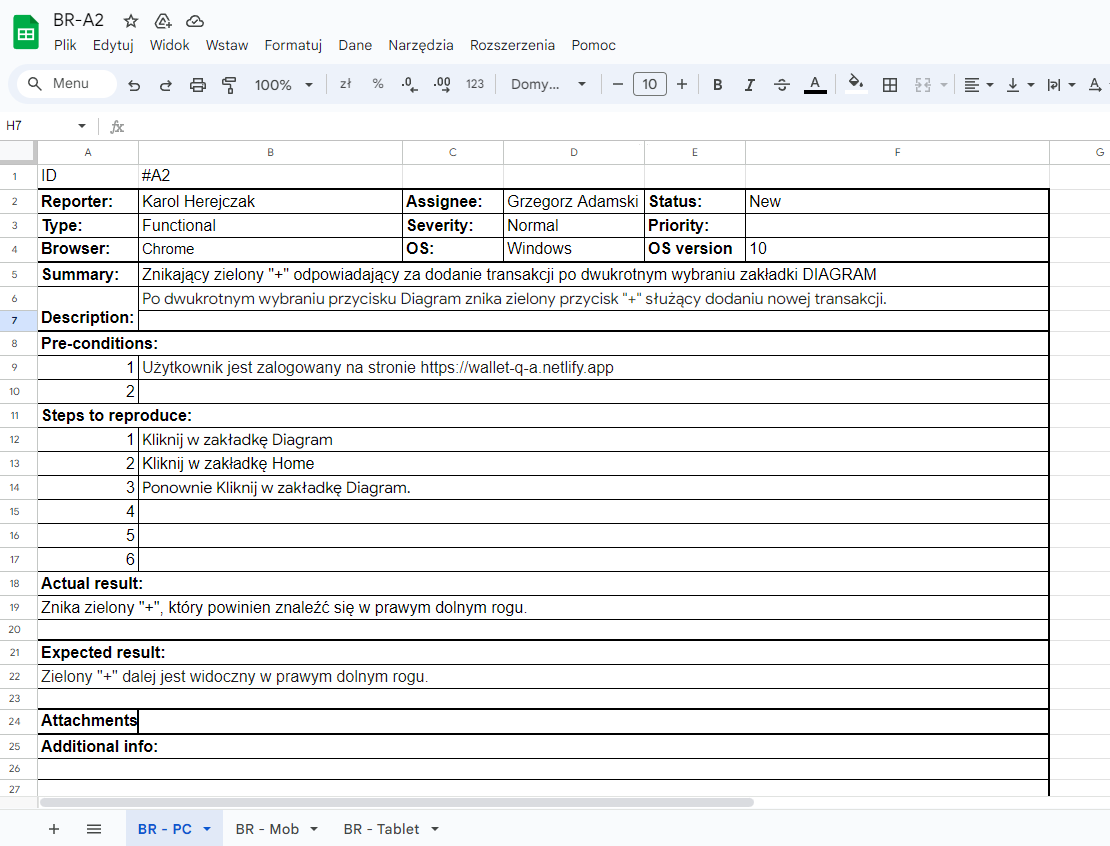 BR-A2
Plik Edytuj Widok Wstaw Formatuj Dane Narzędzia Rozszerzenia Pomoc
Menu 100% zł % .0 .00 123 Domy... − 10 + B I S A A
H7 fx
A B C D E F G
1 ID #A2
2 Reporter: Karol Herejczak Assignee: Grzegorz Adamski Status: New
3 Type: Functional Severity: Normal Priority:
4 Browser: Chrome OS: Windows OS version 10
5 Summary: Znikający zielony "+" odpowiadający za dodanie transakcji po dwukrotnym wybraniu zakładki DIAGRAM
6 Po dwukrotnym wybraniu przycisku Diagram znika zielony przycisk "+" służący dodaniu nowej transakcji.
7 Description:
8 Pre-conditions:
9 1 Użytkownik jest zalogowany na stronie https://wallet-q-a.netlify.app
10 2
11 Steps to reproduce:
12 1 Kliknij w zakładkę Diagram
13 2 Kliknij w zakładkę Home
14 3 Ponownie Kliknij w zakładkę Diagram.
15 4
16 5
17 6
18 Actual result:
19 Znika zielony "+", który powinien znaleźć się w prawym dolnym rogu.
20
21 Expected result:
22 Zielony "+" dalej jest widoczny w prawym dolnym rogu.
23
24 Attachments
25 Additional info:
26
27
+ BR - PC BR - Mob BR - Tablet